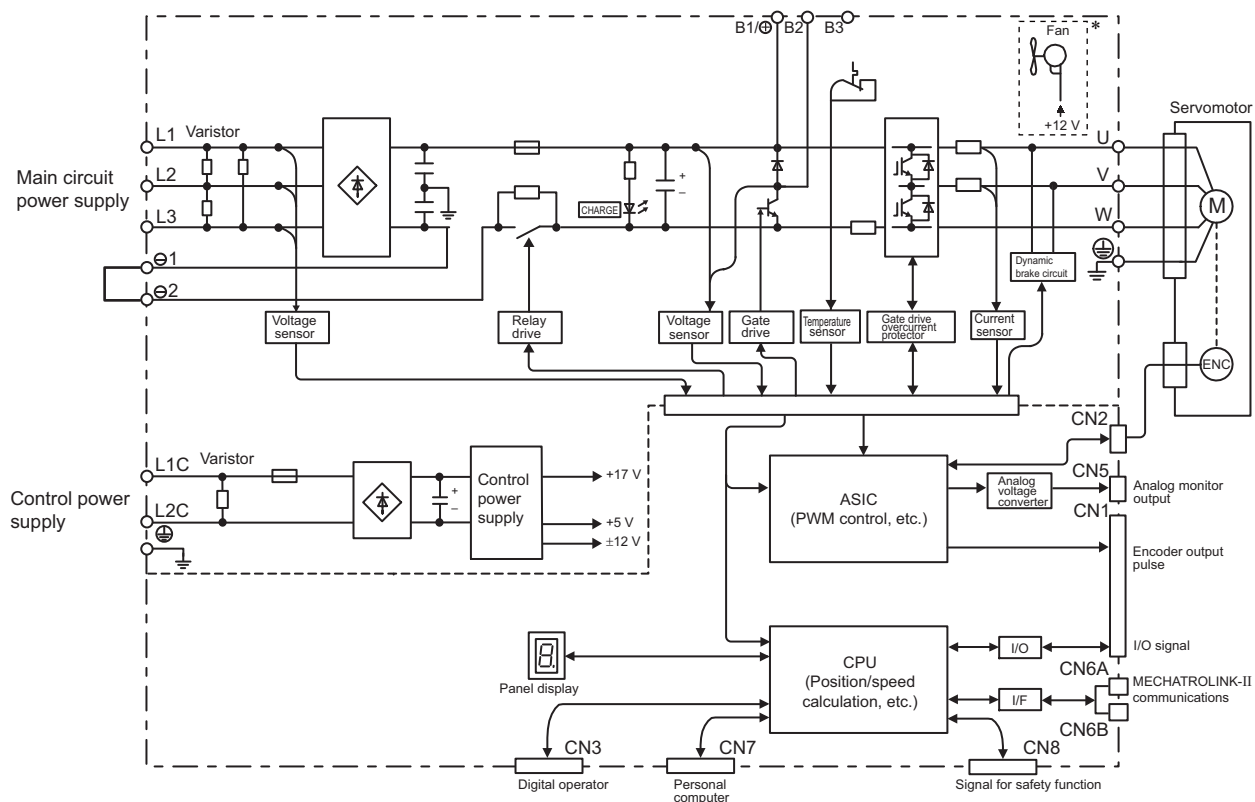 B1/⊕
B2
B3
Fan
*
+12 V
Servomotor
Main circuit
power supply
L1
Varistor
L2
L3
⊖1
⊖2
CHARGE
+
–
U
V
W
M
Dynamic
brake circuit
Voltage
sensor
Relay
drive
Voltage
sensor
Gate
drive
Temperature
sensor
Gate drive
overcurrent
protector
Current
sensor
ENC
CN2
Control power
supply
L1C
Varistor
L2C
+
–
Control
power
supply
+17 V
+5 V
±12 V
ASIC
(PWM control, etc.)
Analog
voltage
converter
CN5
Analog monitor
output
CN1
Encoder output
pulse
8.
Panel display
CPU
(Position/speed
calculation, etc.)
I/O
I/O signal
CN6A
I/F
MECHATROLINK-II
communications
CN6B
CN3
Digital operator
CN7
Personal
computer
CN8
Signal for safety function